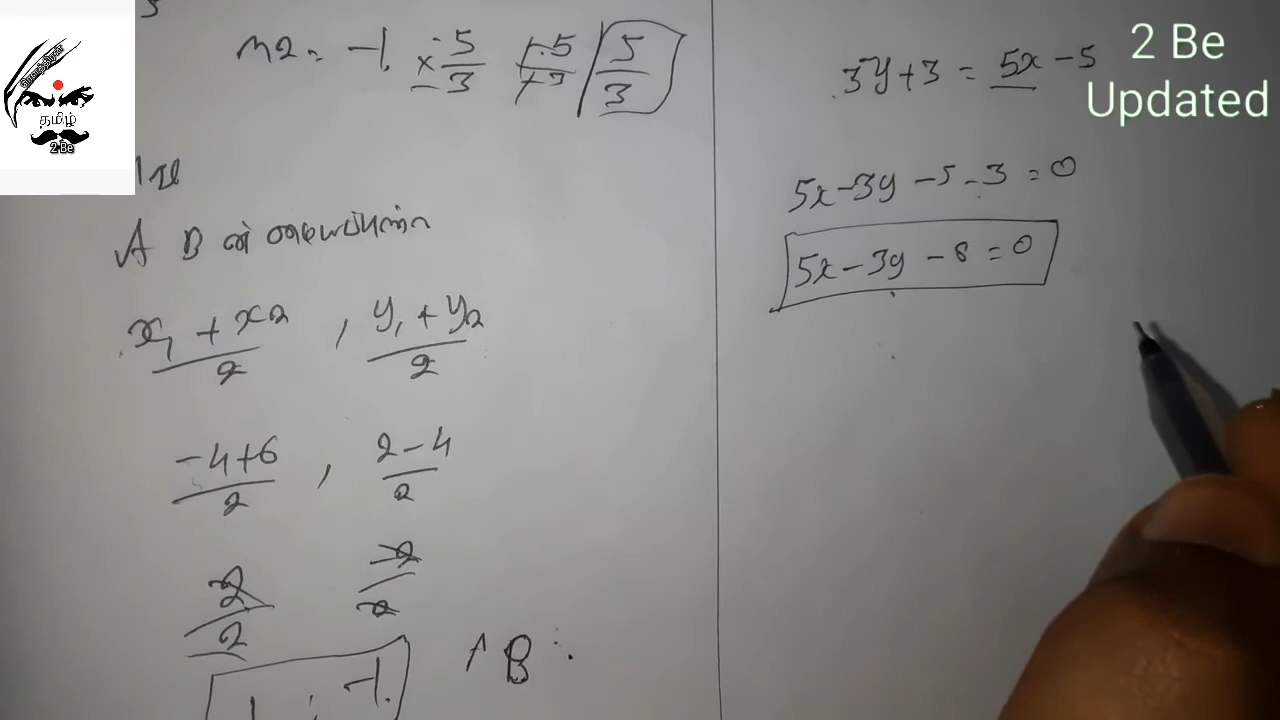 m2 = -1 × -5/3 +5/+3 5/3
A B ன் மையப்புள்ளி
x1 + x2 / 2 , y1 + y2 / 2
-4+6 / 2 , 2-4 / 2
2/2 -2/2
1 , -1
A B
3y+3 = 5x-5
5x-3y-5-3=0
5x-3y-8=0
2 Be
Updated
தமிழ்
2 Be